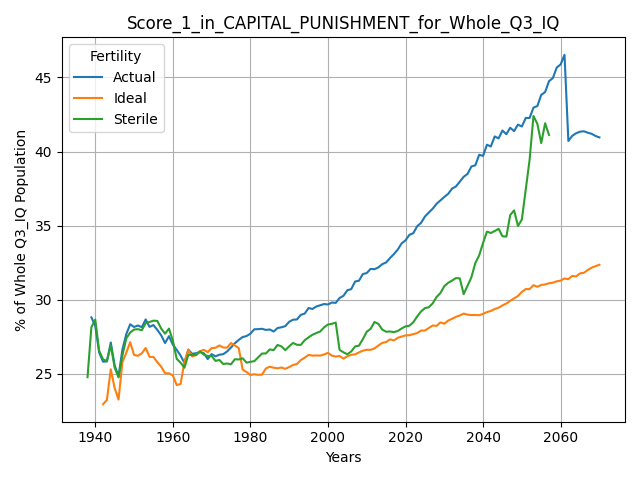 Score_1_in_CAPITAL_PUNISHMENT_for_Whole_Q3_IQ
Fertility
Actual
Ideal
Sterile
% of Whole Q3_IQ Population
45
40
35
30
25
1940
1960
1980
2000
2020
2040
2060
Years